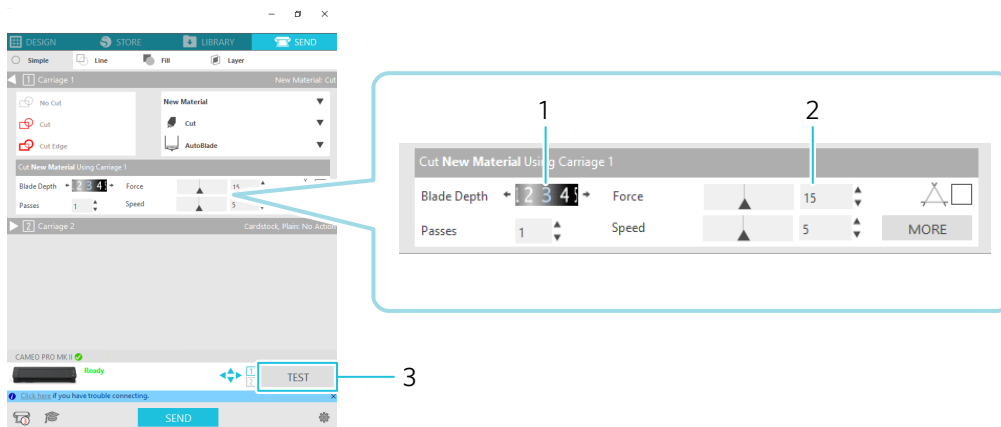 DESIGN STORE LIBRARY SEND
Simple Line Fill Layer
1 Carriage 1 New Material: Cut
No Cut
Cut
Cut Edge
New Material
Cut
AutoBlade
Cut New Material Using Carriage 1
Blade Depth 2 3 4 Force 15
Passes 1 Speed 5
2 Carriage 2 Cardstock, Plain: No Action
CAMEO PRO MK II
Ready
1
2
TEST
Click here if you have trouble connecting.
SEND
1 2
Cut New Material Using Carriage 1
Blade Depth 2 3 4 5 Force 15
Passes 1 Speed 5 MORE
3